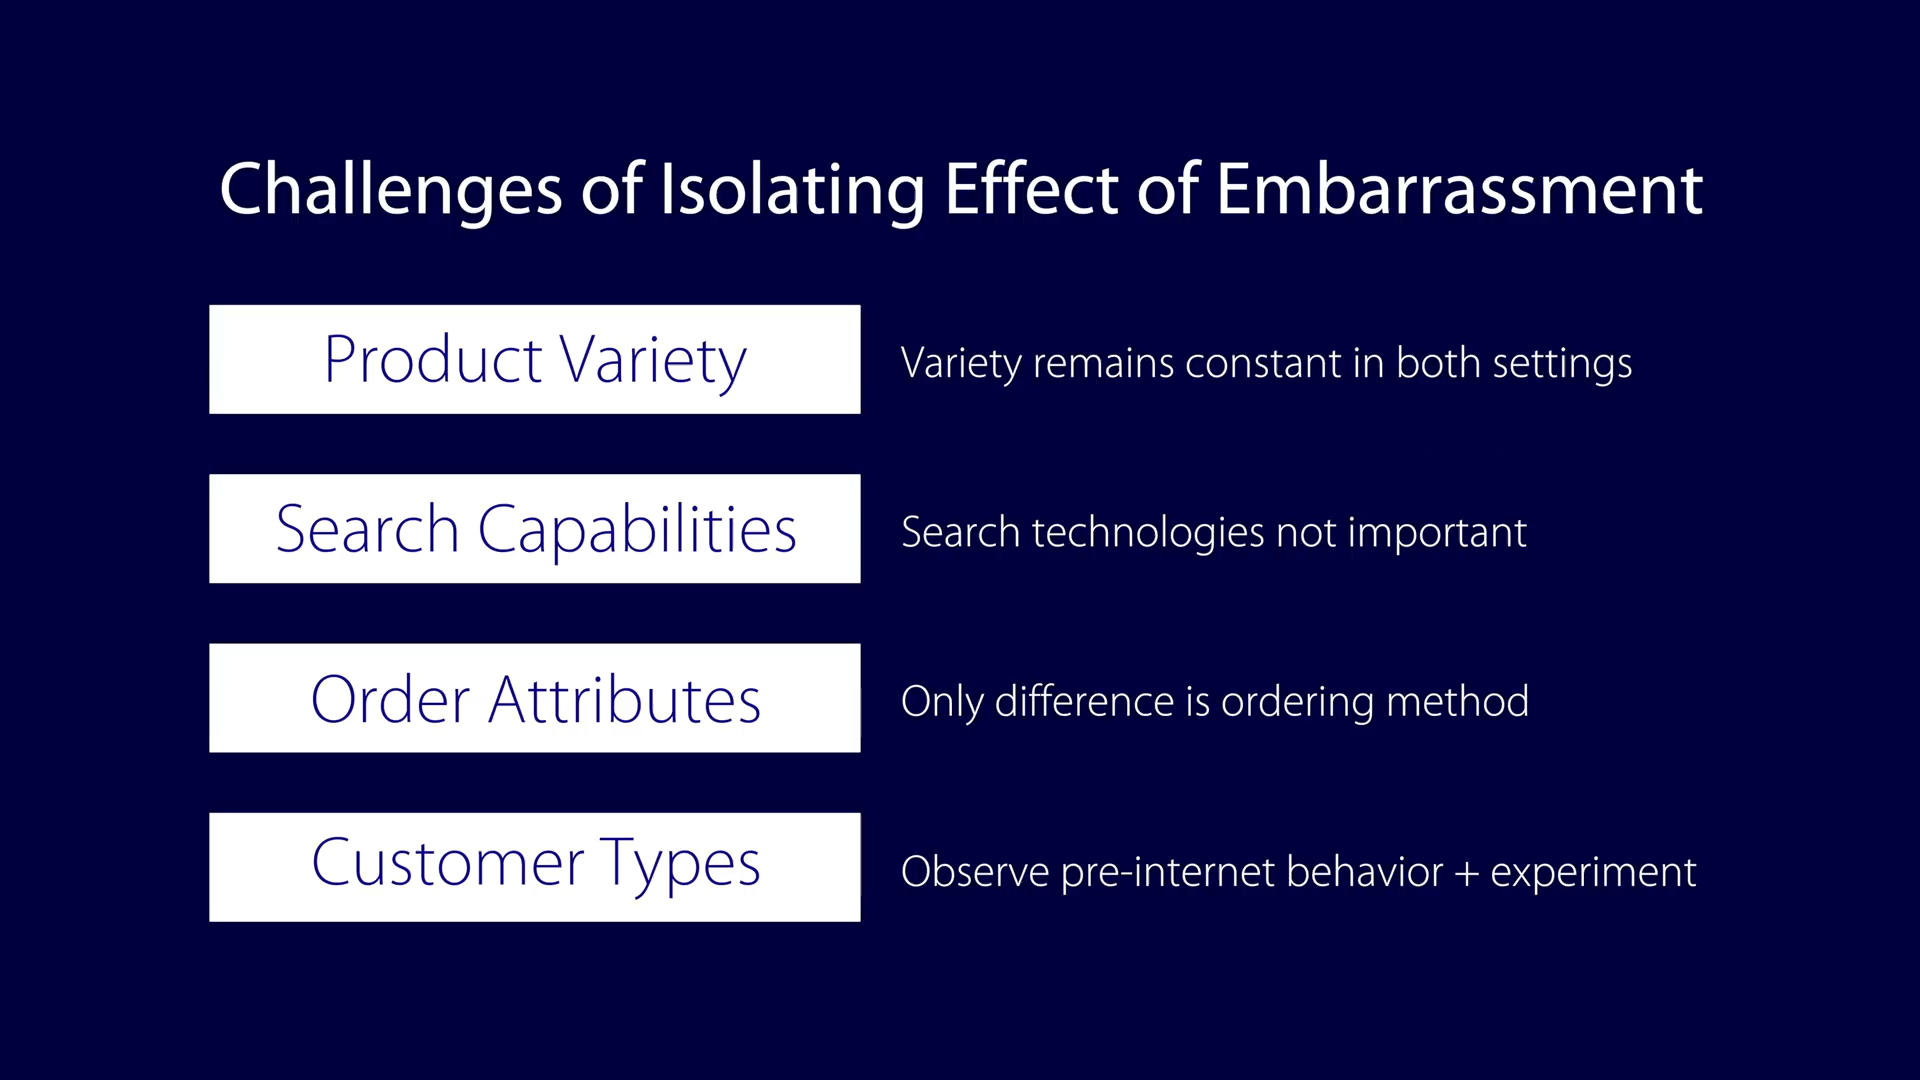 Challenges of Isolating Effect of Embarrassment
Product Variety
Variety remains constant in both settings
Search Capabilities
Search technologies not important
Order Attributes
Only difference is ordering method
Customer Types
Observe pre-internet behavior + experiment